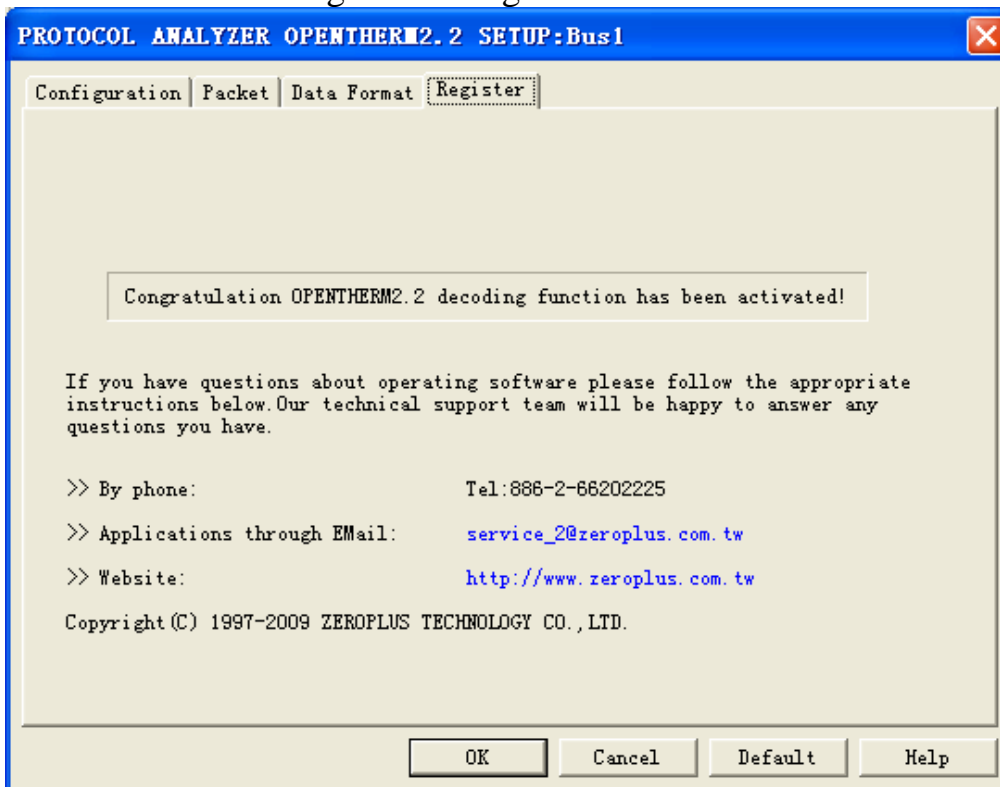 PROTOCOL ANALYZER OPENTHERM2.2 SETUP:Bus1
Configuration Packet Data Format Register
Congratulation OPENTHERM2.2 decoding function has been activated!
If you have questions about operating software please follow the appropriate
instructions below.Our technical support team will be happy to answer any
questions you have.
>> By phone: Tel:886-2-66202225
>> Applications through EMail: service_2@zeroplus.com.tw
>> Website: http://www.zeroplus.com.tw
Copyright(C) 1997-2009 ZEROPLUS TECHNOLOGY CO.,LTD.
OK Cancel Default Help